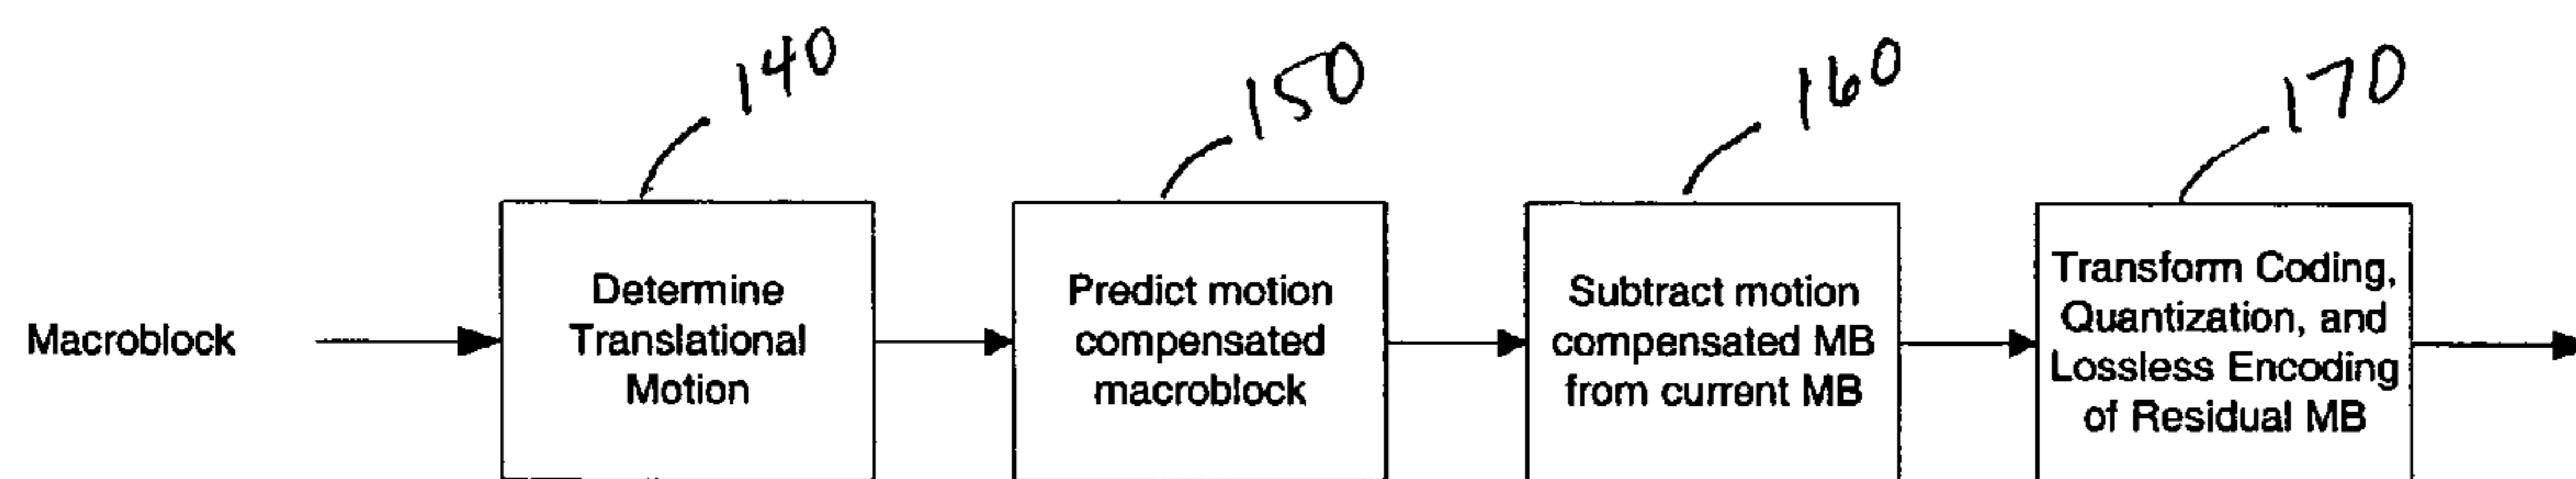 140
150
160
170
Macroblock
Determine
Translational
Motion
Predict motion
compensated
macroblock
Subtract motion
compensated MB
from current MB
Transform Coding,
Quantization, and
Lossless Encoding
of Residual MB